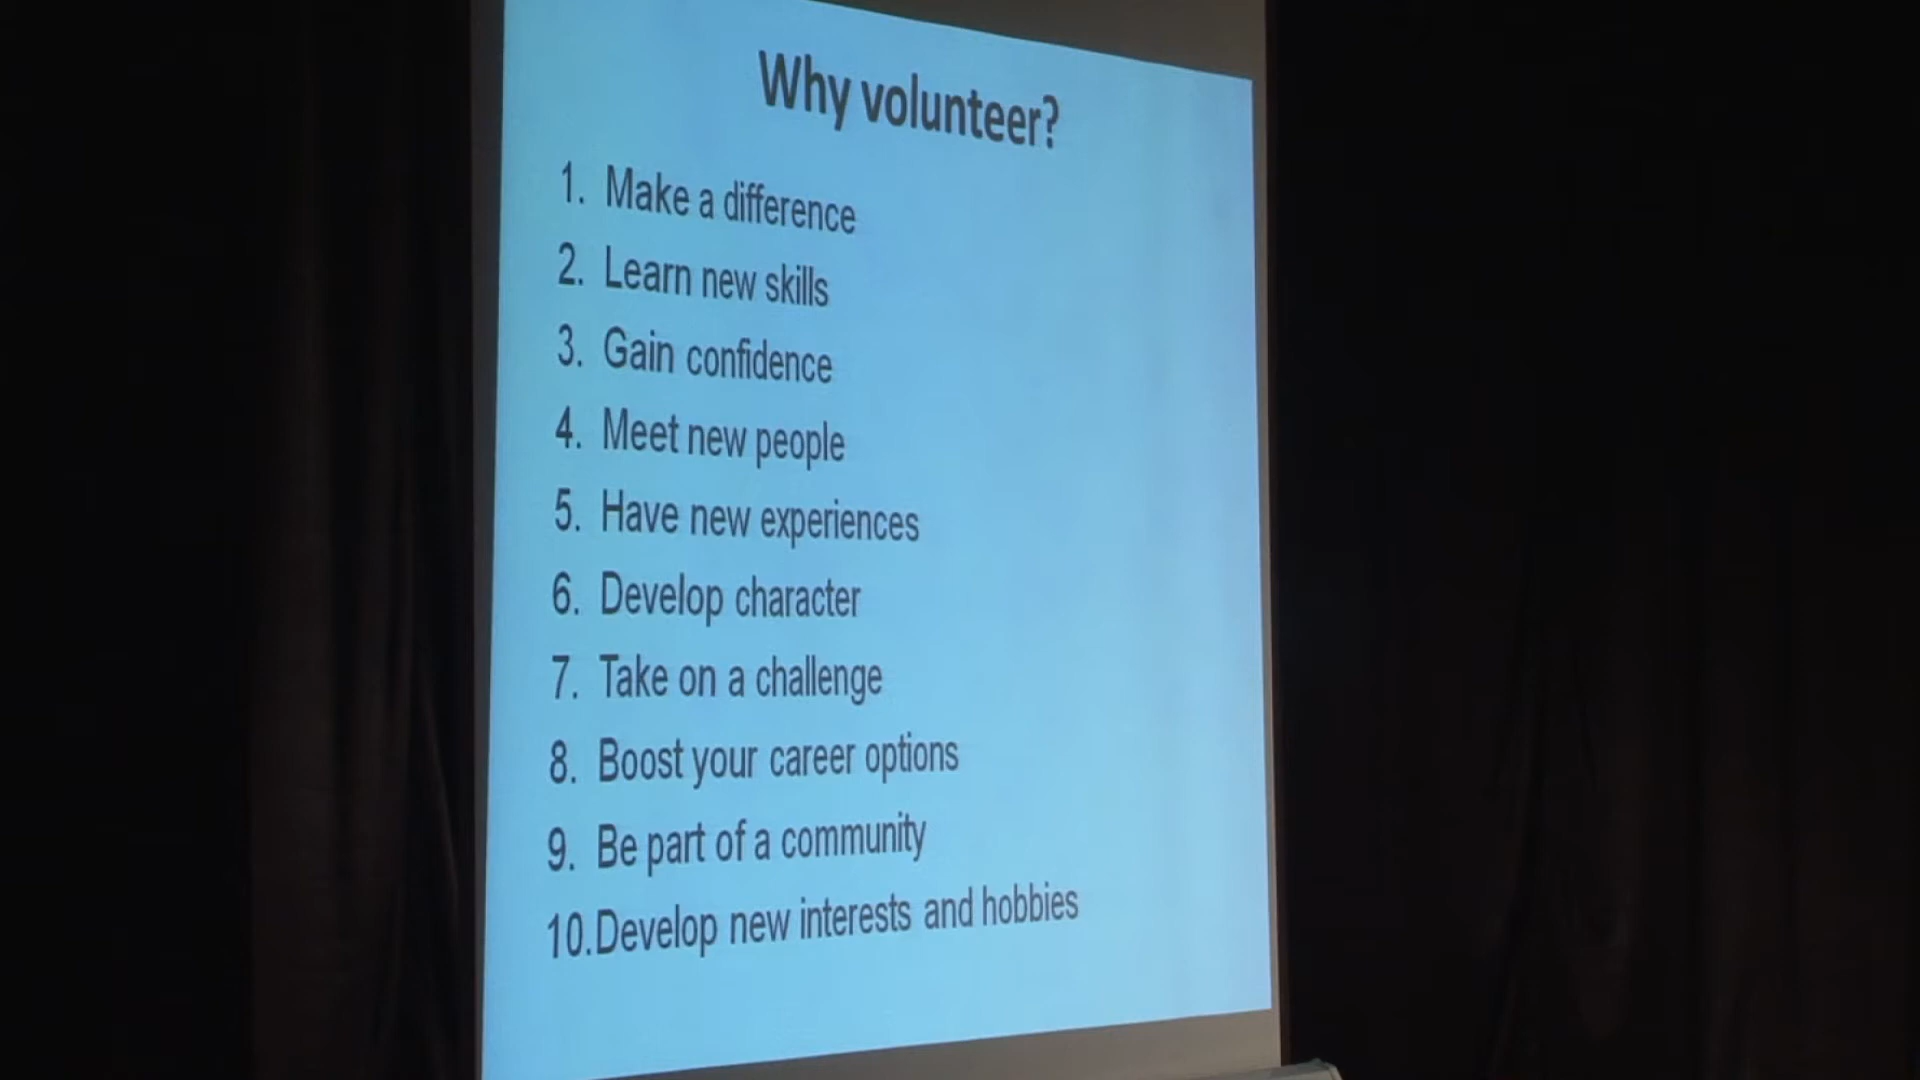 Why volunteer?
1. Make a difference
2. Learn new skills
3. Gain confidence
4. Meet new people
5. Have new experiences
6. Develop character
7. Take on a challenge
8. Boost your career options
9. Be part of a community
10.Develop new interests and hobbies